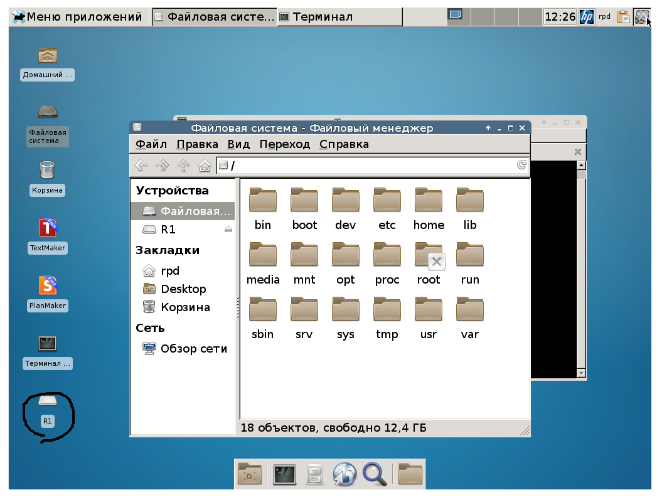 Меню приложений
Файловая систе...
Терминал
12:26
hp
rpd
Домашний ...
Файловая
система
Корзина
TextMaker
PlanMaker
Терминал ...
R1
Файловая система - Файловый менеджер
Файл Правка Вид Переход Справка
/
Устройства
Файловая...
R1
Закладки
rpd
Desktop
Корзина
Сеть
Обзор сети
bin boot dev etc home lib
media mnt opt proc root run
sbin srv sys tmp usr var
18 объектов, свободно 12,4 ГБ